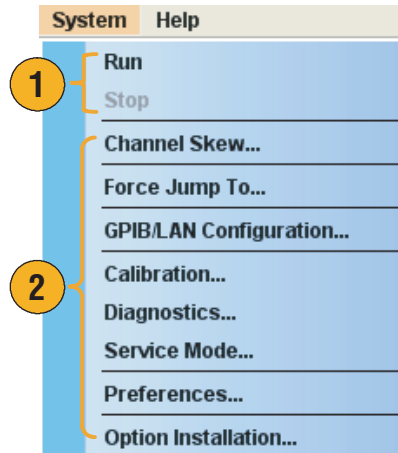 System Help
1
Run
Stop
2
Channel Skew...
Force Jump To...
GPIB/LAN Configuration...
Calibration...
Diagnostics...
Service Mode...
Preferences...
Option Installation...